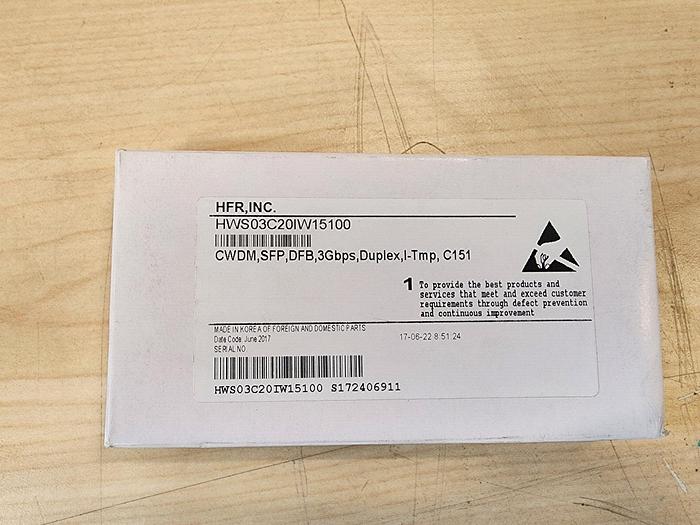 HFR,INC.
HWS03C20IW15100
CWDM,SFP,DFB,3Gbps,Duplex,I-Tmp, C151
1 To provide the best products and
services that meet and exceed customer
requirements through defect prevention
and continuous improvement
MADE IN KOREA OF FOREIGN AND DOMESTIC PARTS
Date Code: June 2017
17-06-22 8:51:24
SERIAL NO
HWS03C20IW15100 S172406911